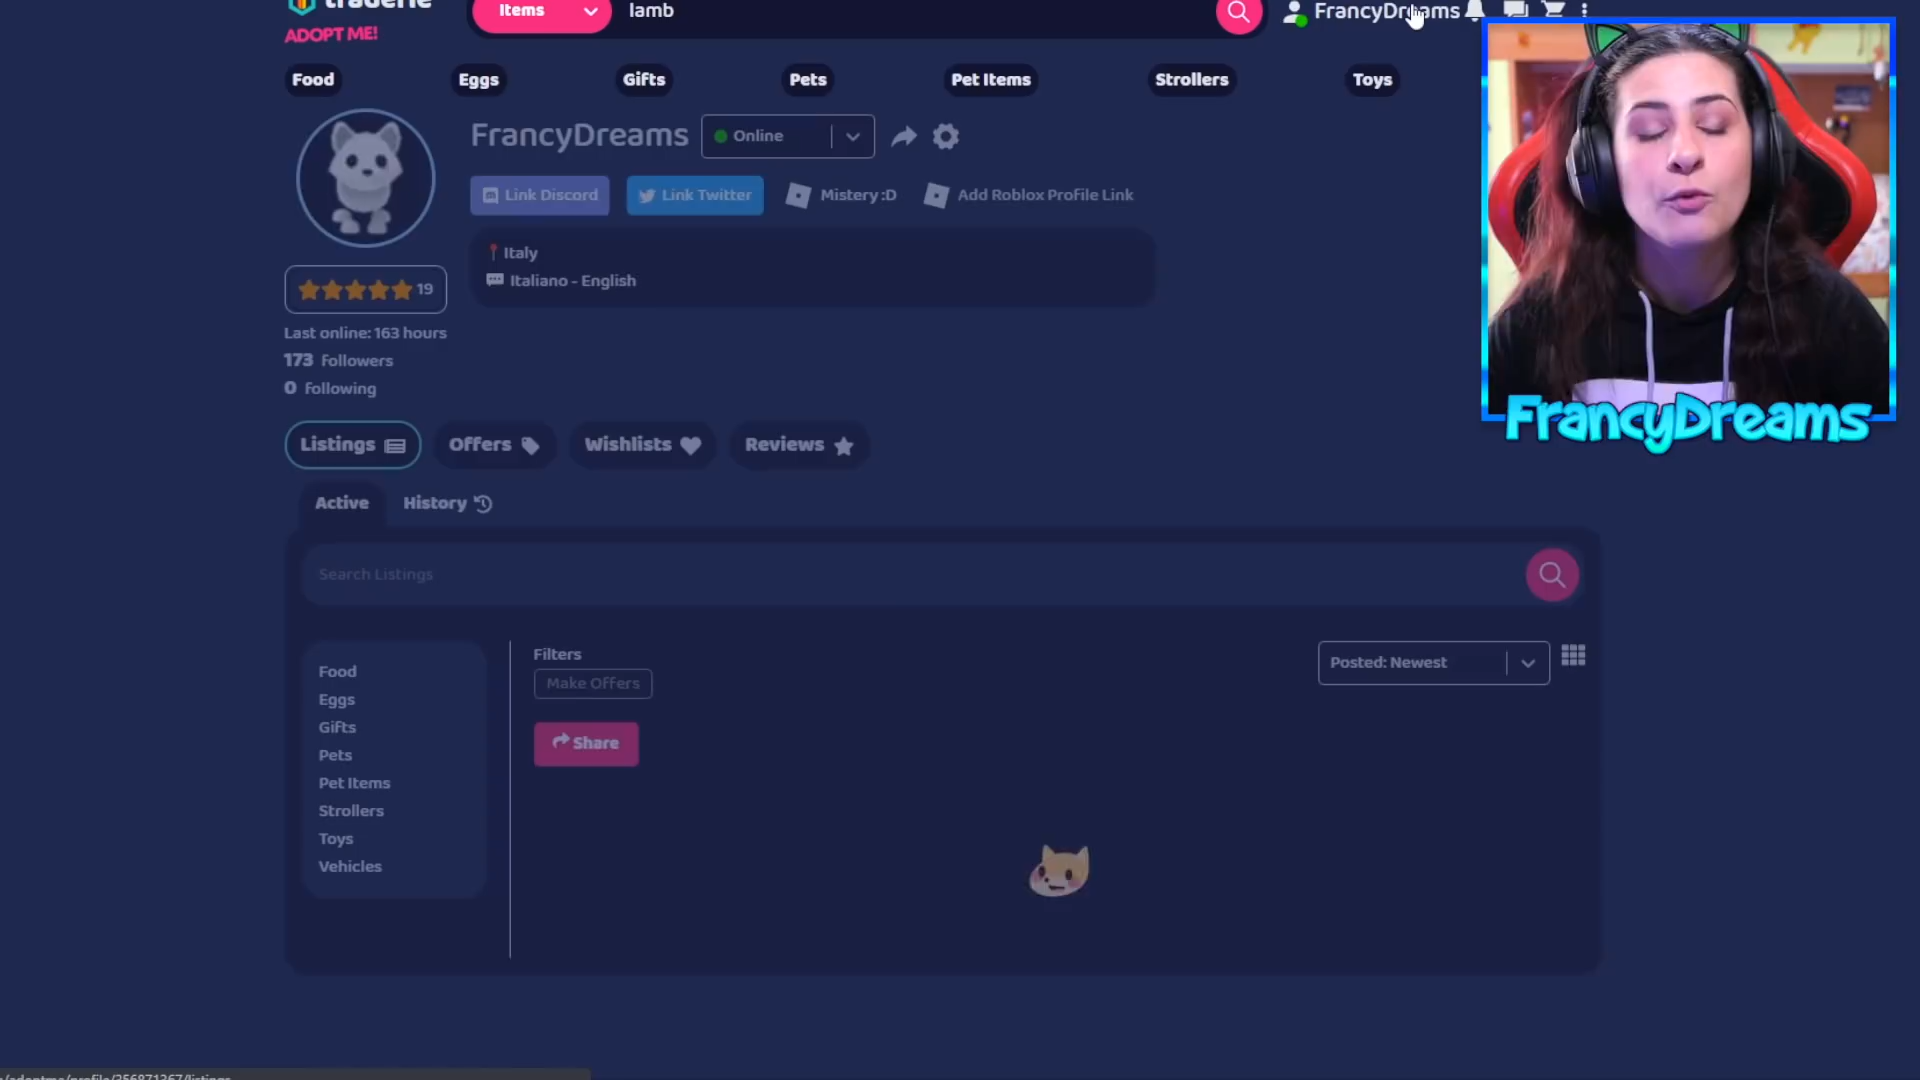 traderie
ADOPT ME!
Items
lamb
FrancyDreams
Food
Eggs
Gifts
Pets
Pet Items
Strollers
Toys
FrancyDreams
Online
Link Discord
Link Twitter
Mistery :D
Add Roblox Profile Link
Italy
Italiano - English
19
Last online: 163 hours
173 Followers
0 Following
Listings
Offers
Wishlists
Reviews
Active
History
Search Listings
Food
Eggs
Gifts
Pets
Pet Items
Strollers
Toys
Vehicles
Filters
Make Offers
Share
Posted: Newest
FrancyDreams